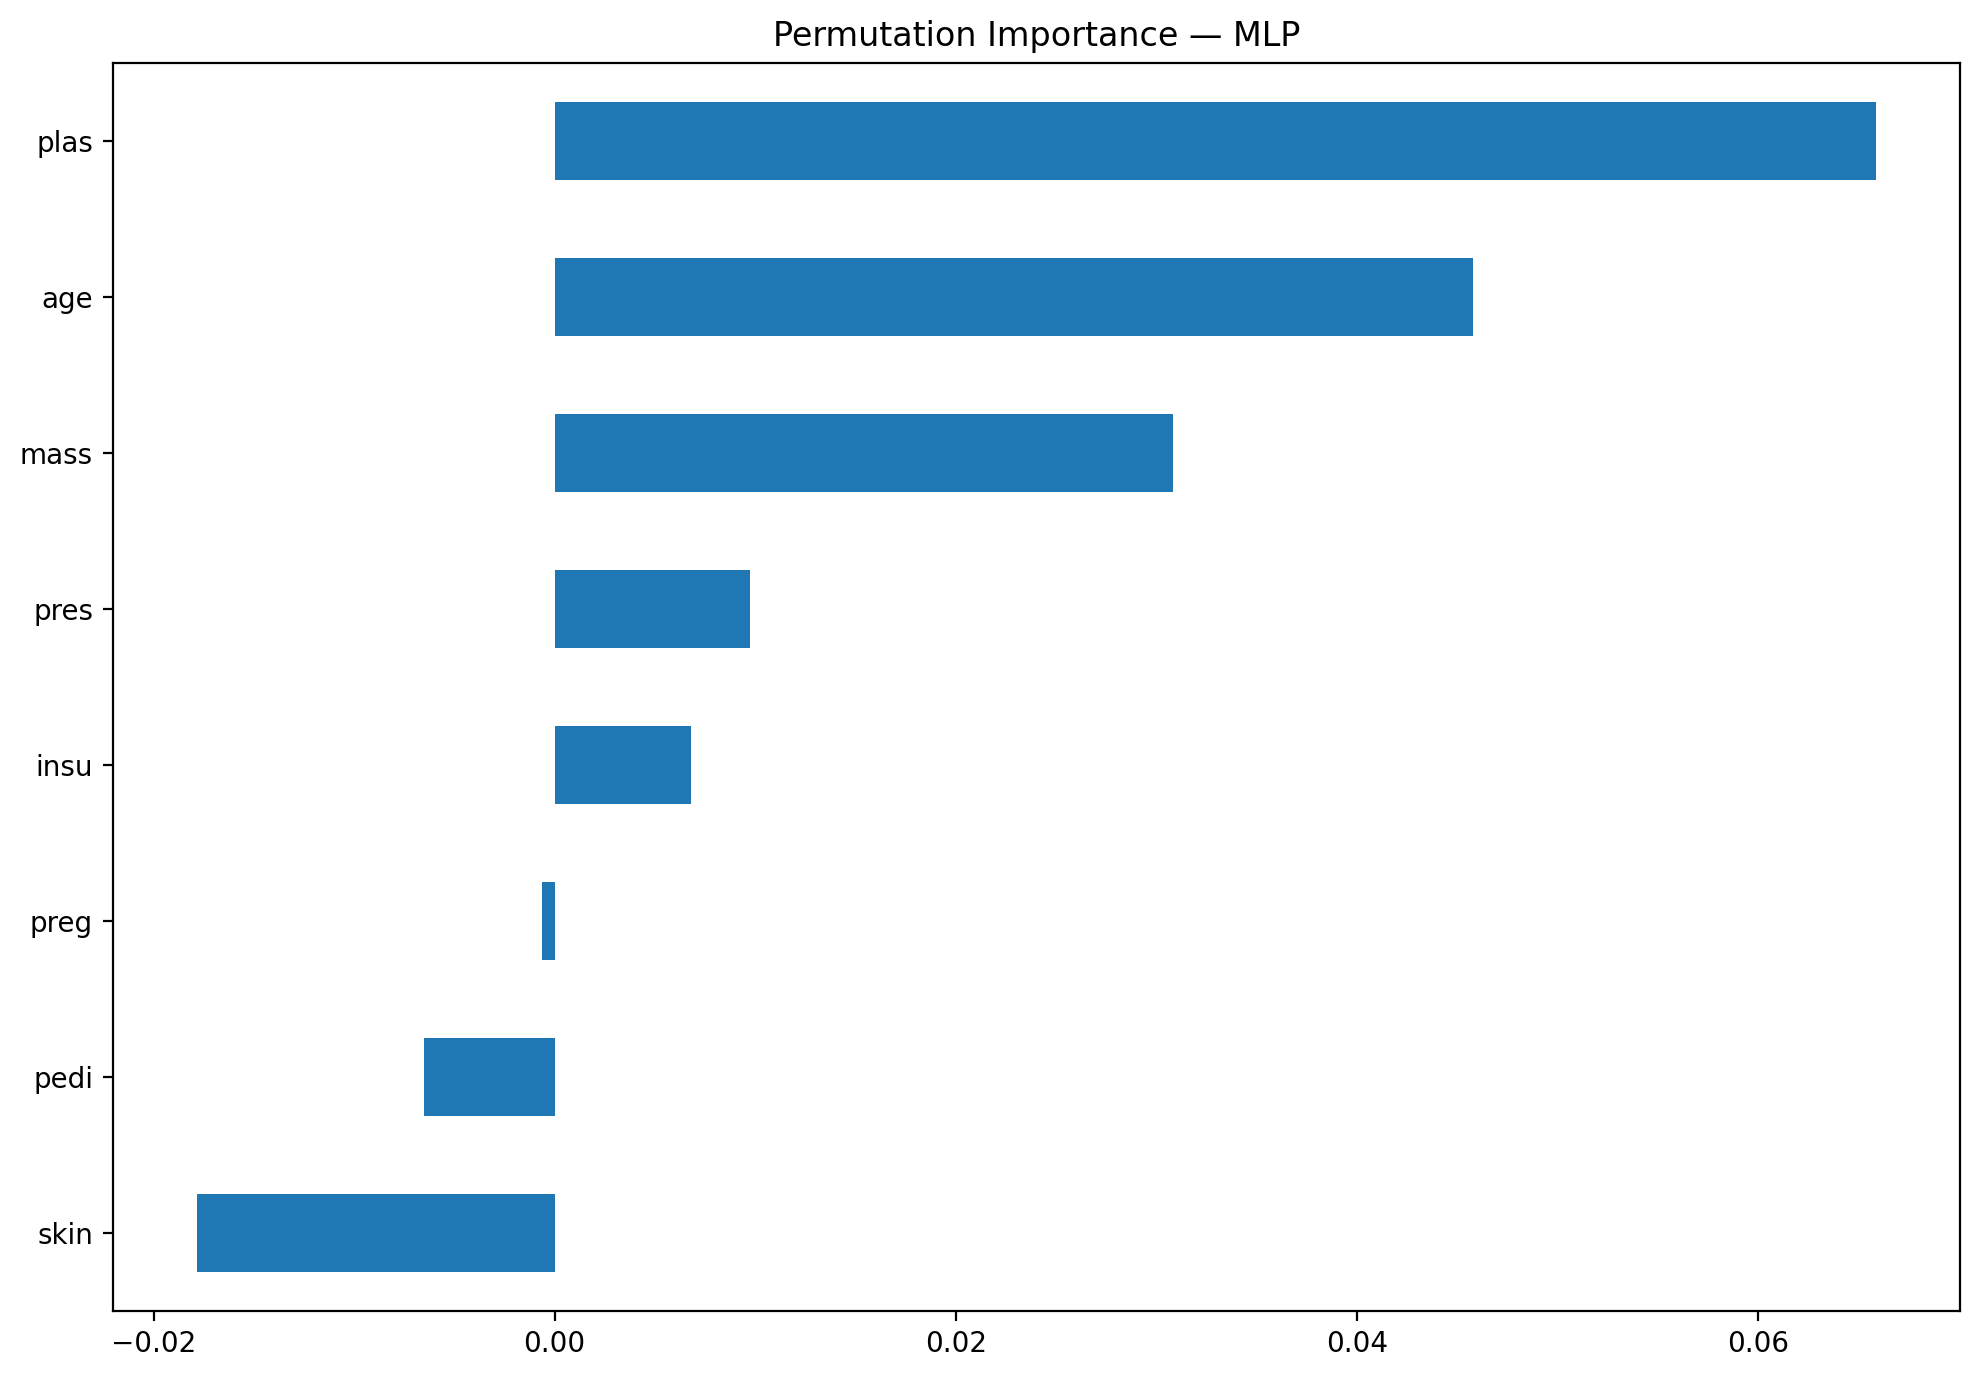 Permutation Importance — MLP
plas
age
mass
pres
insu
preg
pedi
skin
−0.02 0.00 0.02 0.04 0.06